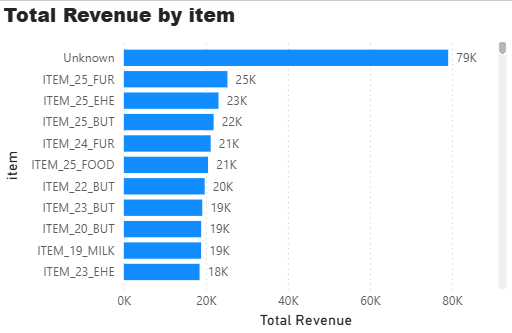 Total Revenue by item
item
Unknown 79K
ITEM_25_FUR 25K
ITEM_25_EHE 23K
ITEM_25_BUT 22K
ITEM_24_FUR 21K
ITEM_25_FOOD 21K
ITEM_22_BUT 20K
ITEM_23_BUT 19K
ITEM_20_BUT 19K
ITEM_19_MILK 19K
ITEM_23_EHE 18K
0K 20K 40K 60K 80K
Total Revenue